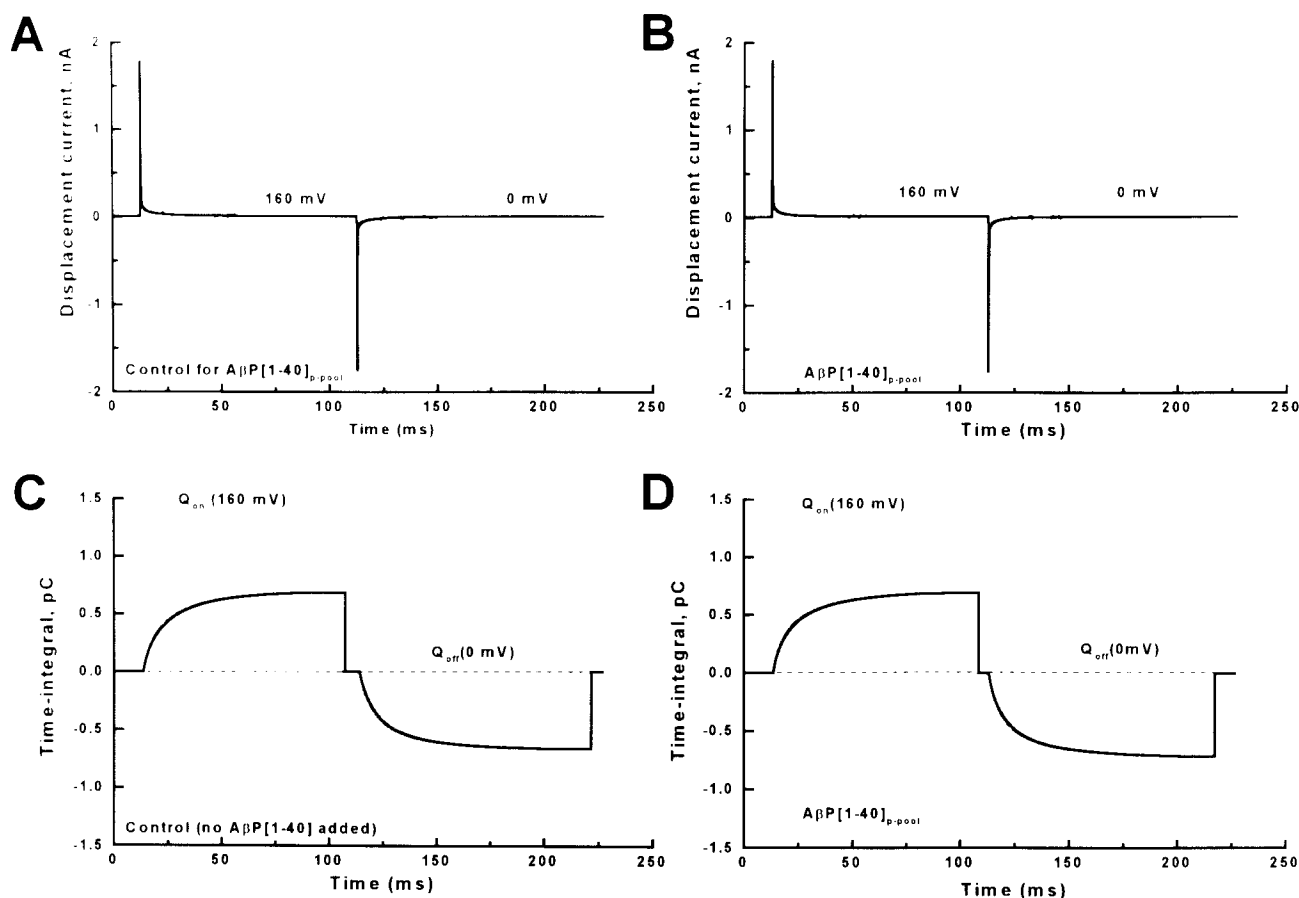 A
Displacement current, nA
2
1
0
-1
-2
160 mV
0 mV
Control for AβP[1-40]p-pool
0
50
100
150
200
250
Time (ms)
B
Displacement current, nA
2
1
0
-1
-2
160 mV
0 mV
AβP[1-40]p-pool
0
50
100
150
200
250
Time (ms)
C
Time-integral, pC
1.5
1.0
0.5
0.0
-0.5
-1.0
-1.5
Qon (160 mV)
Qoff(0 mV)
Control (no AβP[1-40] added)
0
50
100
150
200
250
Time (ms)
D
Time-integral, pC
1.5
1.0
0.5
0.0
-0.5
-1.0
-1.5
Qon(160 mV)
Qoff(0mV)
AβP[1-40]p-pool
0
50
100
150
200
250
Time (ms)